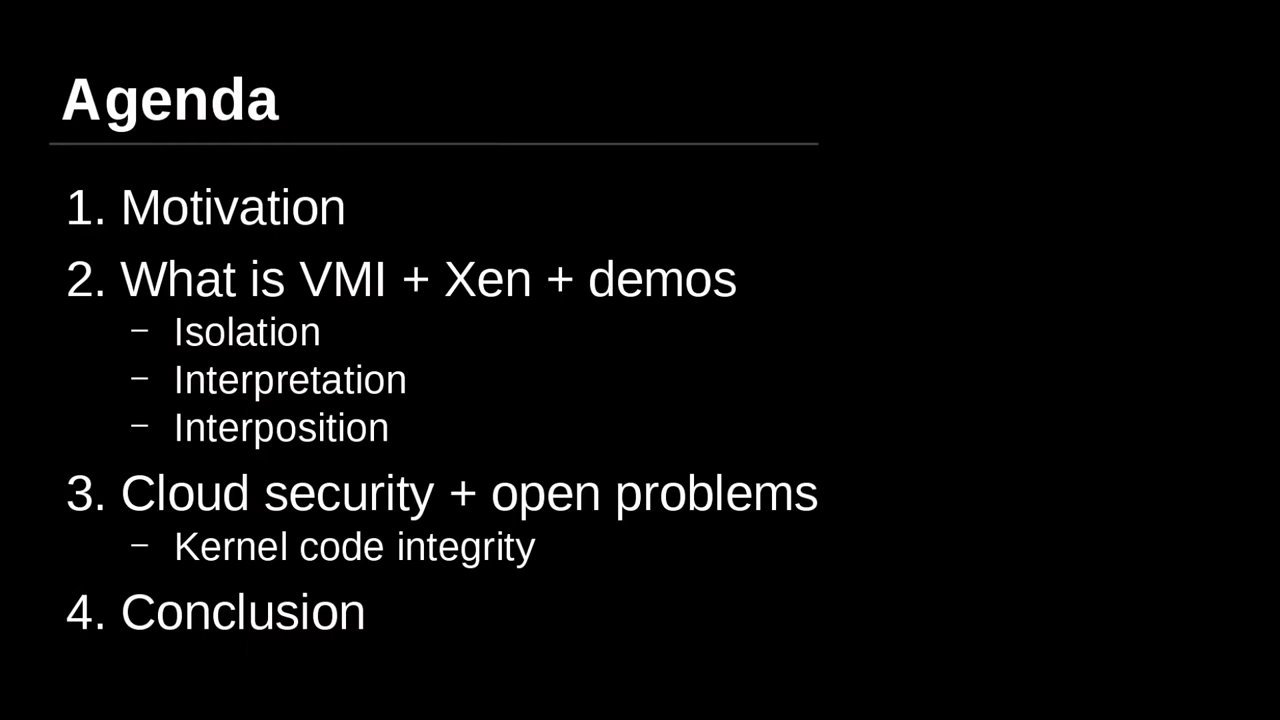 Agenda
1. Motivation
2. What is VMI + Xen + demos
– Isolation
– Interpretation
– Interposition
3. Cloud security + open problems
– Kernel code integrity
4. Conclusion